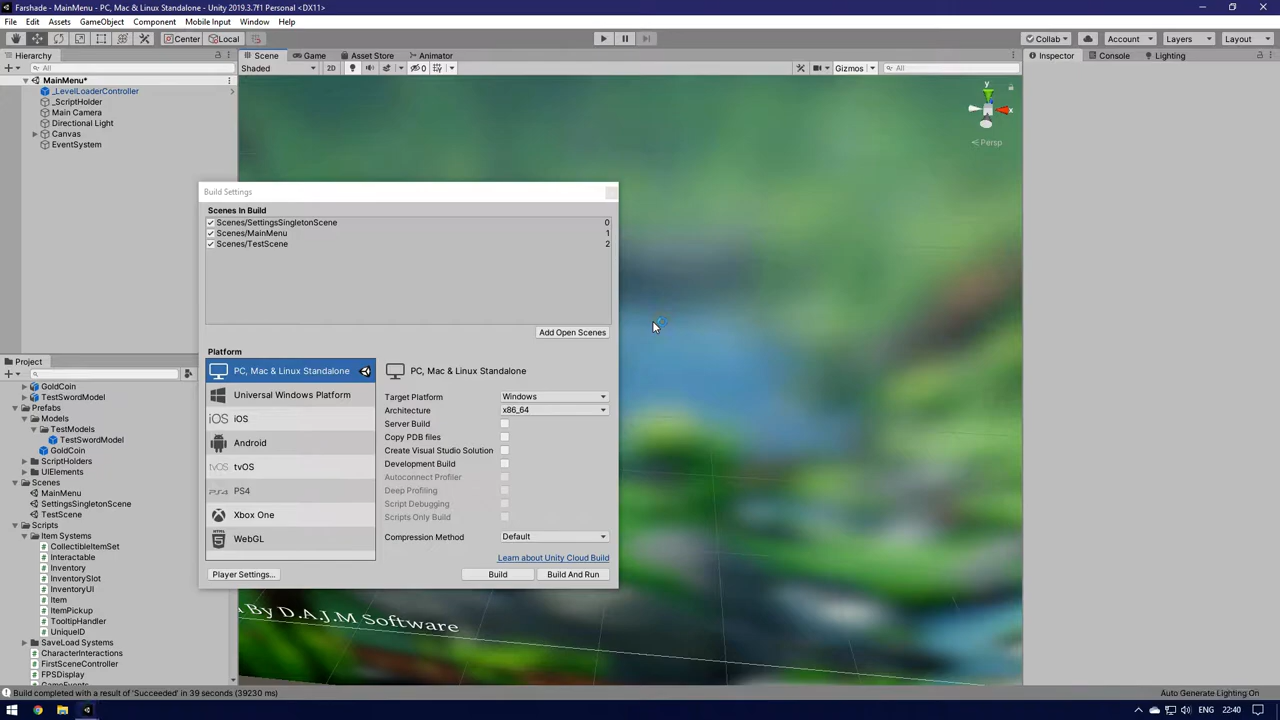 Farshade - MainMenu - PC, Mac & Linux Standalone - Unity 2019.3.7f1 Personal <DX11>
File Edit Assets GameObject Component Mobile Input Window Help
Center Local Collab Account Layers Layout
Hierarchy Scene Game Asset Store Animator Inspector Console Lighting
All Shaded 2D 0 Gizmos All
MainMenu*
_LevelLoaderController
_ScriptHolder
Main Camera
Directional Light
Canvas
EventSystem
y
x
Persp
Build Settings
Scenes In Build
Scenes/SettingsSingletonScene 0
Scenes/MainMenu 1
Scenes/TestScene 2
Add Open Scenes
Platform
PC, Mac & Linux Standalone
Universal Windows Platform
iOS iOS
Android
tvOS tvOS
PS4 PS4
Xbox One
HTML WebGL
PC, Mac & Linux Standalone
Target Platform Windows
Architecture x86_64
Server Build
Copy PDB files
Create Visual Studio Solution
Development Build
Autoconnect Profiler
Deep Profiling
Script Debugging
Scripts Only Build
Compression Method Default
Learn about Unity Cloud Build
Player Settings... Build Build And Run
Project
GoldCoin
TestSwordModel
Prefabs
Models
TestModels
TestSwordModel
GoldCoin
ScriptHolders
UIElements
Scenes
MainMenu
SettingsSingletonScene
TestScene
Scripts
Item Systems
CollectibleItemSet
Interactable
Inventory
InventorySlot
InventoryUI
Item
ItemPickup
TooltipHandler
UniqueID
SaveLoad Systems
CharacterInteractions
FirstSceneController
FPSDisplay
GameEvents
By D.A.J.M Software
Build completed with a result of 'Succeeded' in 39 seconds (39230 ms) Auto Generate Lighting On
ENG 22:40